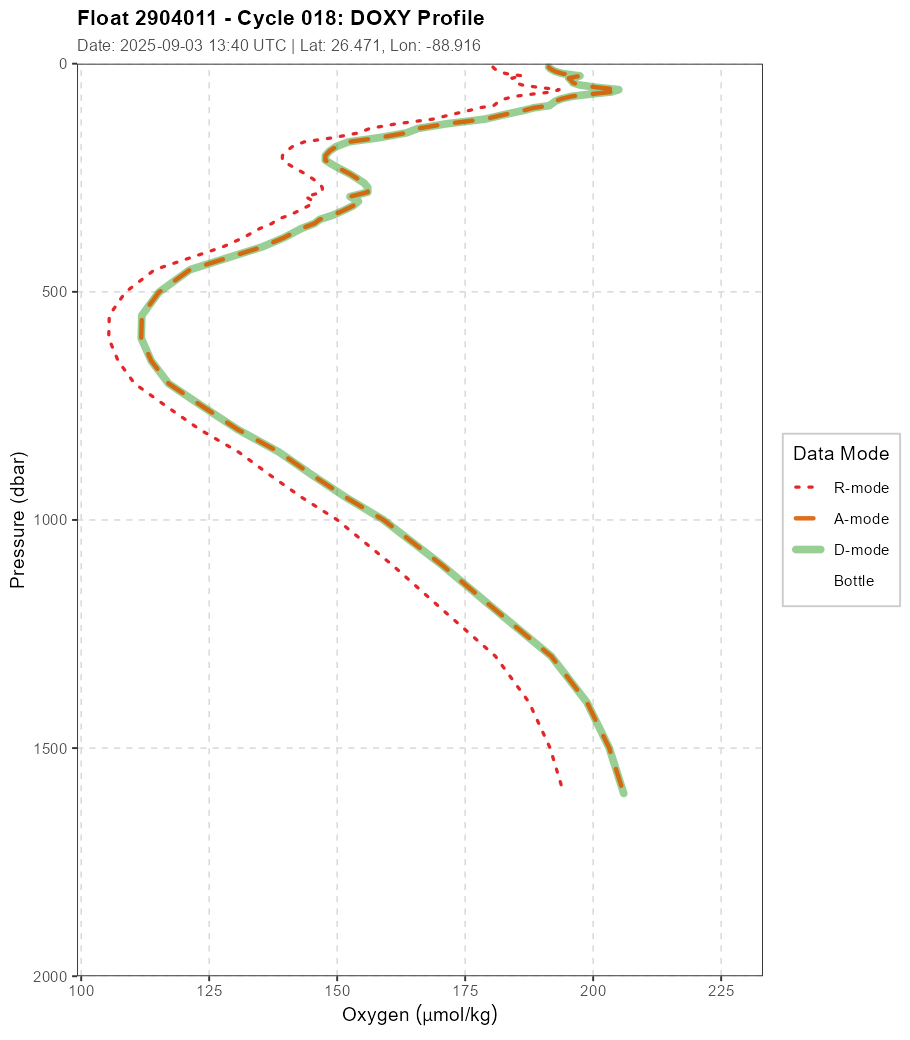 Float 2904011 - Cycle 018: DOXY Profile
Date: 2025-09-03 13:40 UTC | Lat: 26.471, Lon: -88.916
0
500
1000
1500
2000
Pressure (dbar)
100
125
150
175
200
225
Oxygen (µmol/kg)
Data Mode
R-mode
A-mode
D-mode
Bottle